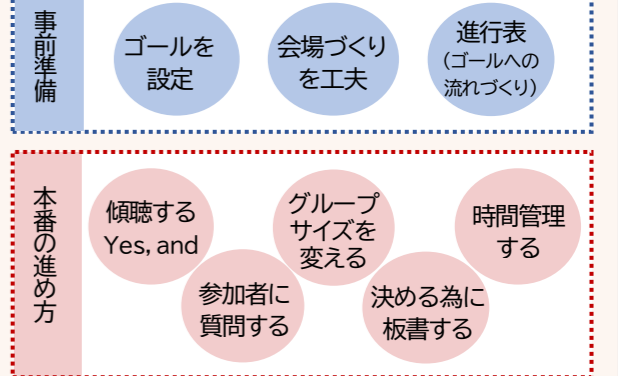 事前準備
ゴールを
設定
会場づくり
を工夫
進行表
(ゴールへの
流れづくり)
本番の進め方
傾聴する
Yes, and
参加者に
質問する
グループ
サイズを
変える
決める為に
板書する
時間管理
する